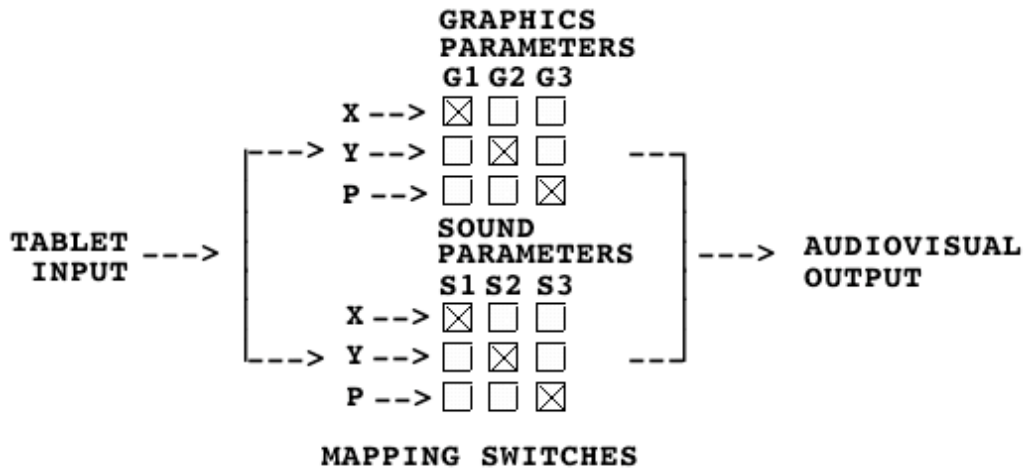 GRAPHICS
PARAMETERS
G1 G2 G3
X -->
Y -->
P -->
TABLET
INPUT --->
---> 
SOUND
PARAMETERS
S1 S2 S3
X -->
Y -->
P -->
--->
---
---
---> AUDIOVISUAL
OUTPUT
MAPPING SWITCHES